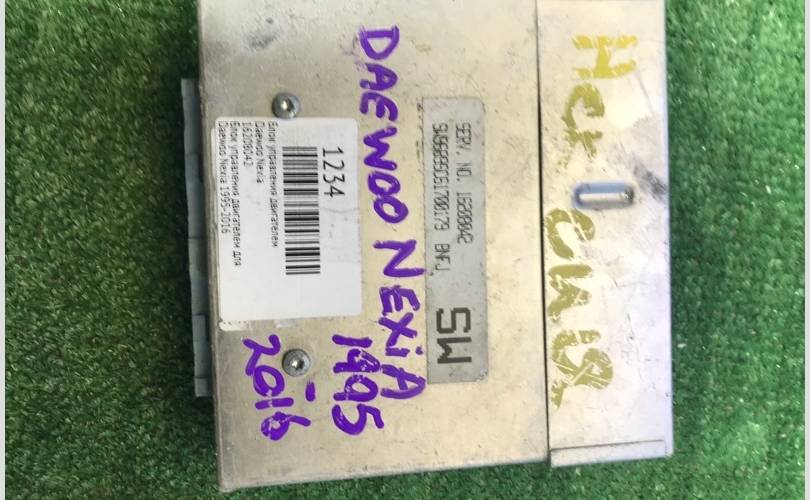 DAEWOO NEXIA
1995
-
2016
1234
Блок управления двигателем
Daewoo Nexia
16208042
Блок управления двигателем для
Daewoo Nexia 1995-2016
SERV. NO. 16208042
BNFJ
SW